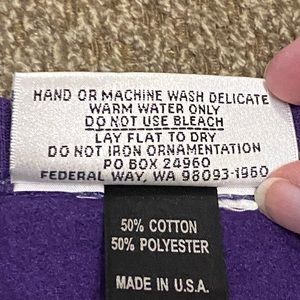 HAND OR MACHINE WASH DELICATE
WARM WATER ONLY
DO NOT USE BLEACH
LAY FLAT TO DRY
DO NOT IRON ORNAMENTATION
PO BOX 24960
FEDERAL WAY, WA 98093-1960
50% COTTON
50% POLYESTER
MADE IN U.S.A.